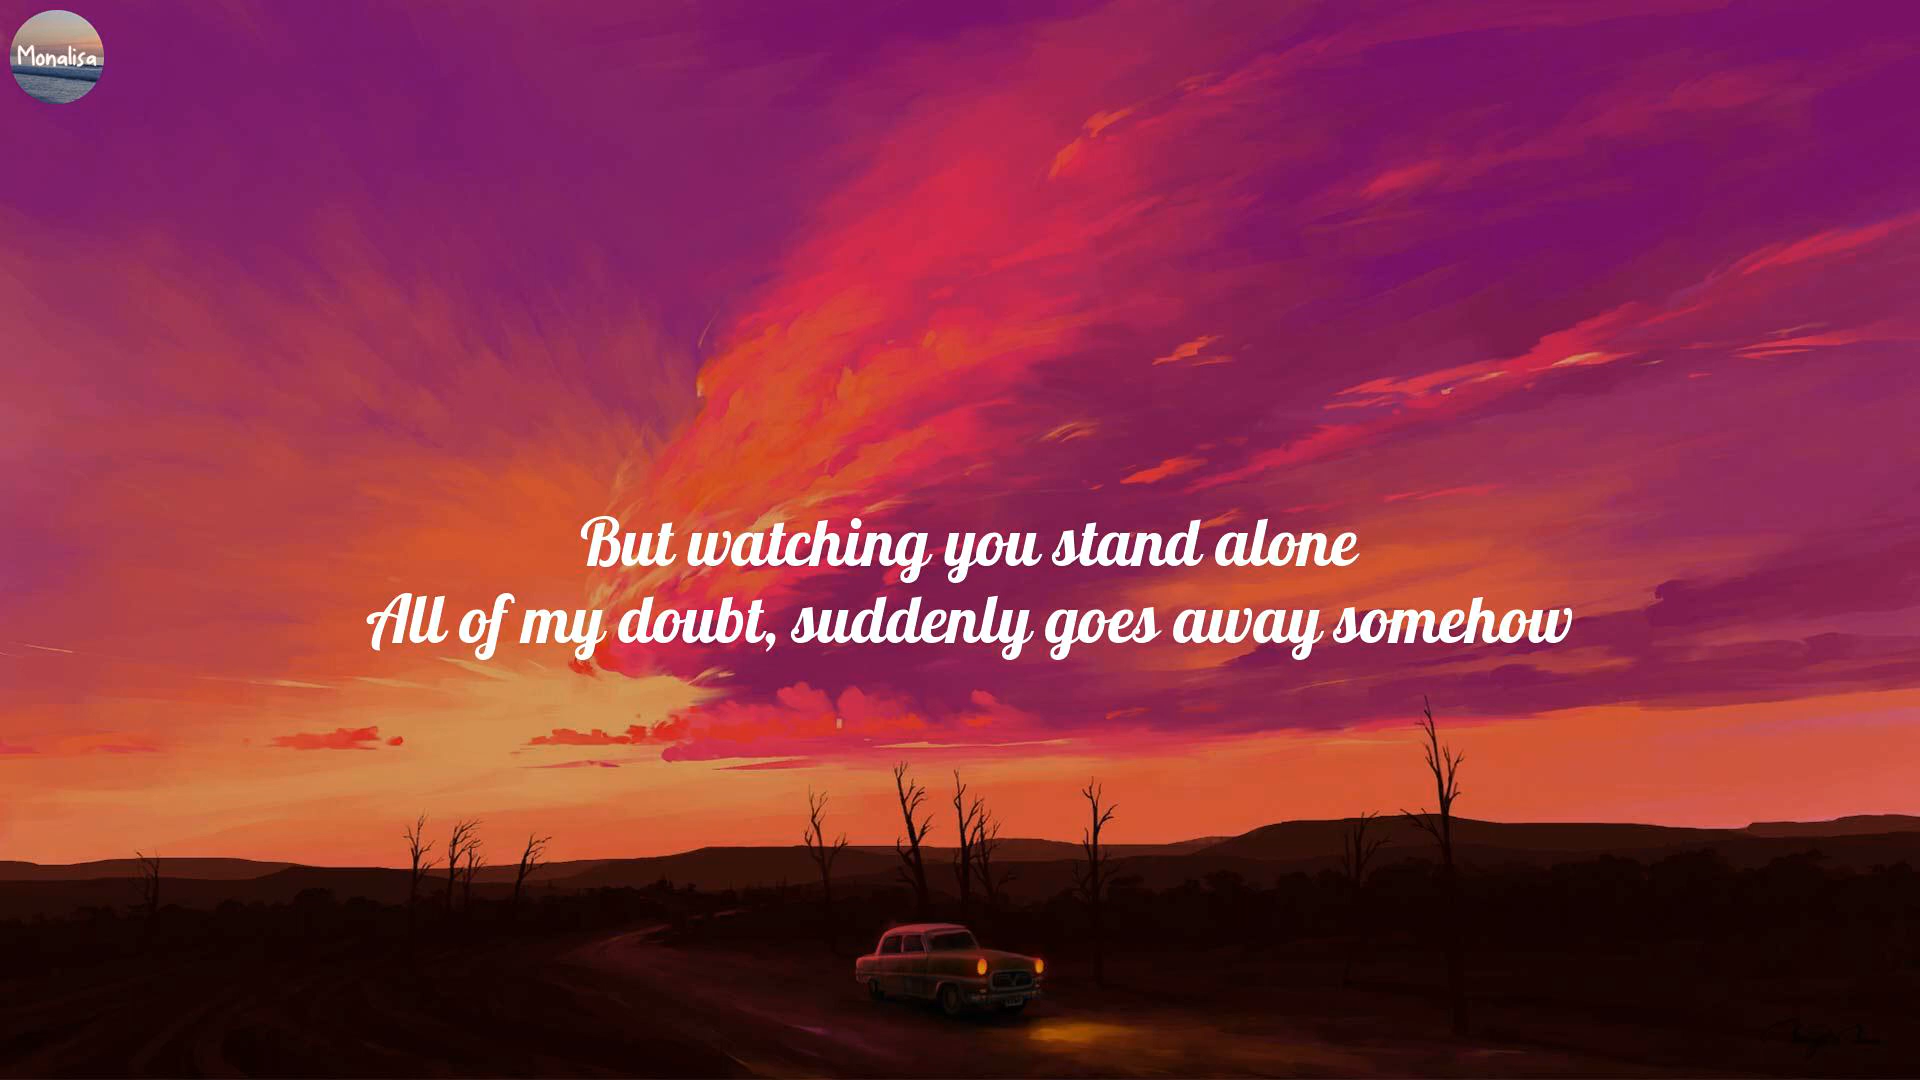 Monalisa
But watching you stand alone
All of my doubt, suddenly goes away somehow